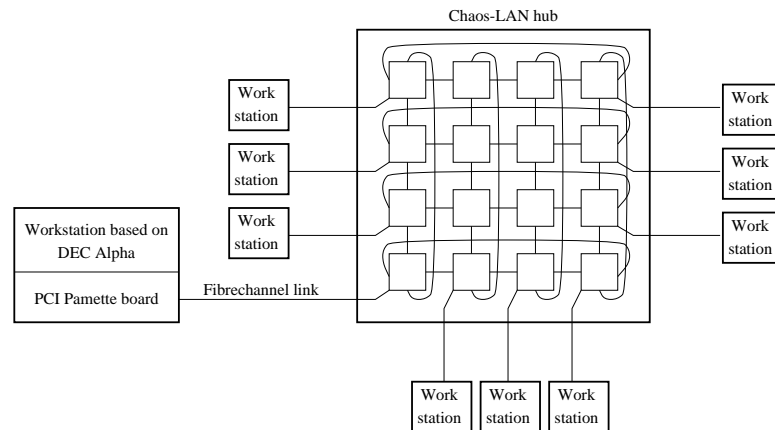 Chaos-LAN hub
Work
station
Work
station
Work
station
Work
station
Work
station
Work
station
Workstation based on
DEC Alpha
PCI Pamette board
Fibrechannel link
Work
station
Work
station
Work
station